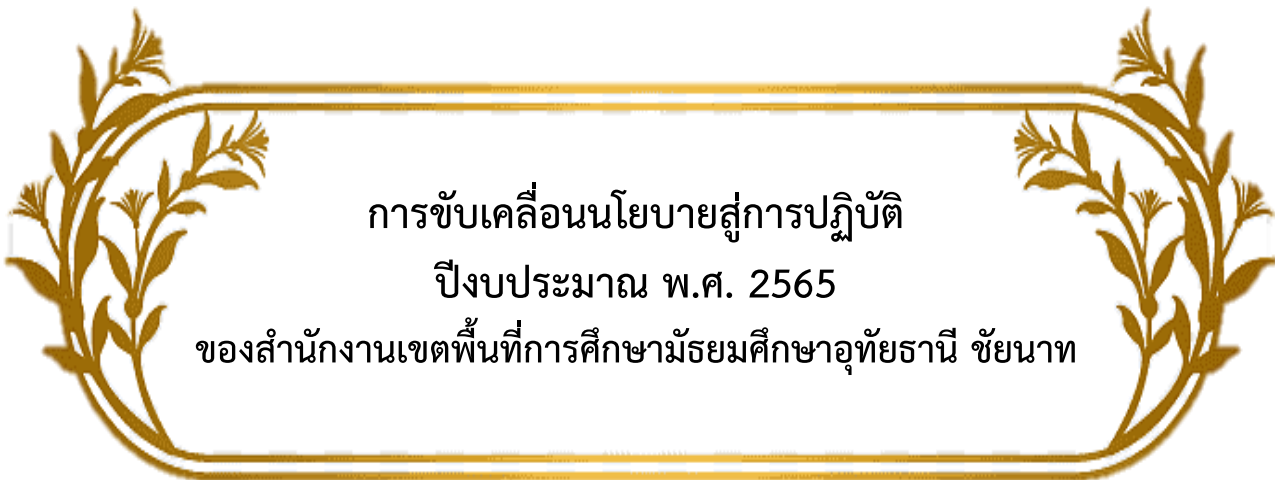 การขับเคลื่อนนโยบายสู่การปฏิบัติ
ปีงบประมาณ พ.ศ. 2565
ของสำนักงานเขตพื้นที่การศึกษามัธยมศึกษาอุทัยธานี ชัยนาท